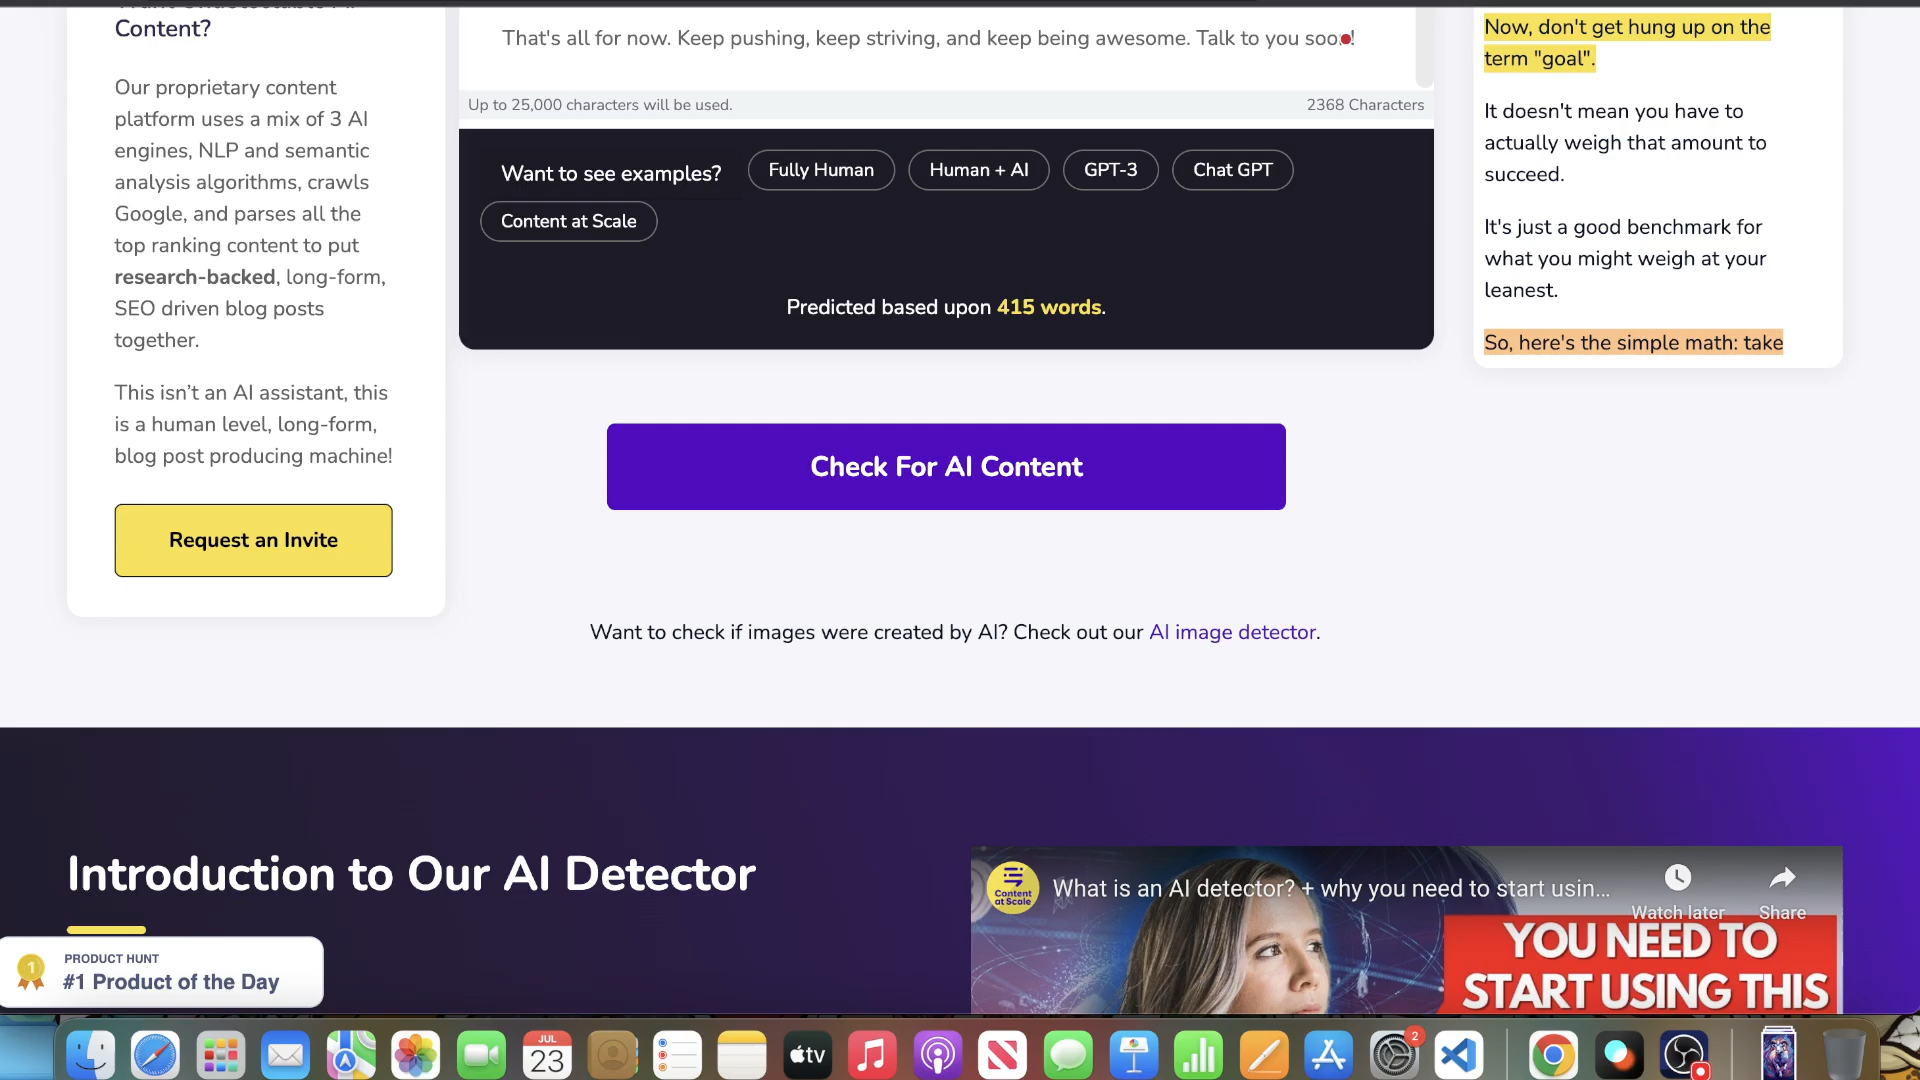 Content?
Our proprietary content
platform uses a mix of 3 AI
engines, NLP and semantic
analysis algorithms, crawls
Google, and parses all the
top ranking content to put
research-backed, long-form,
SEO driven blog posts
together.
This isn’t an AI assistant, this
is a human level, long-form,
blog post producing machine!
Request an Invite
That's all for now. Keep pushing, keep striving, and keep being awesome. Talk to you soon!
Up to 25,000 characters will be used.
2368 Characters
Want to see examples?
Fully Human
Human + AI
GPT-3
Chat GPT
Content at Scale
Predicted based upon 415 words.
Now, don't get hung up on the
term "goal".
It doesn't mean you have to
actually weigh that amount to
succeed.
It's just a good benchmark for
what you might weigh at your
leanest.
So, here's the simple math: take
Check For AI Content
Want to check if images were created by AI? Check out our AI image detector.
Introduction to Our AI Detector
Content
at Scale
What is an AI detector? + why you need to start usin...
Watch later
Share
YOU NEED TO
START USING THIS
1
PRODUCT HUNT
#1 Product of the Day
JUL
23
tv
2